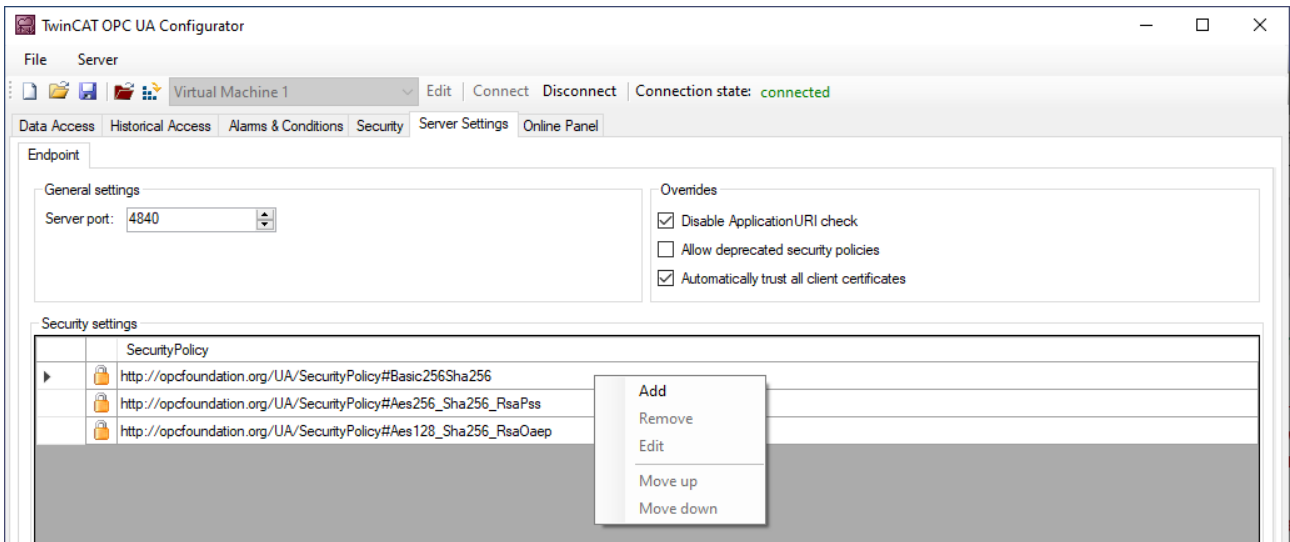 TwinCAT OPC UA Configurator
File Server
Virtual Machine 1 Edit Connect Disconnect Connection state: connected
Data Access Historical Access Alarms & Conditions Security Server Settings Online Panel
Endpoint
General settings
Server port: 4840
Overrides
Disable ApplicationURI check
Allow deprecated security policies
Automatically trust all client certificates
Security settings
SecurityPolicy
http://opcfoundation.org/UA/SecurityPolicy#Basic256Sha256
http://opcfoundation.org/UA/SecurityPolicy#Aes256_Sha256_RsaPss
http://opcfoundation.org/UA/SecurityPolicy#Aes128_Sha256_RsaOaep
Add
Remove
Edit
Move up
Move down